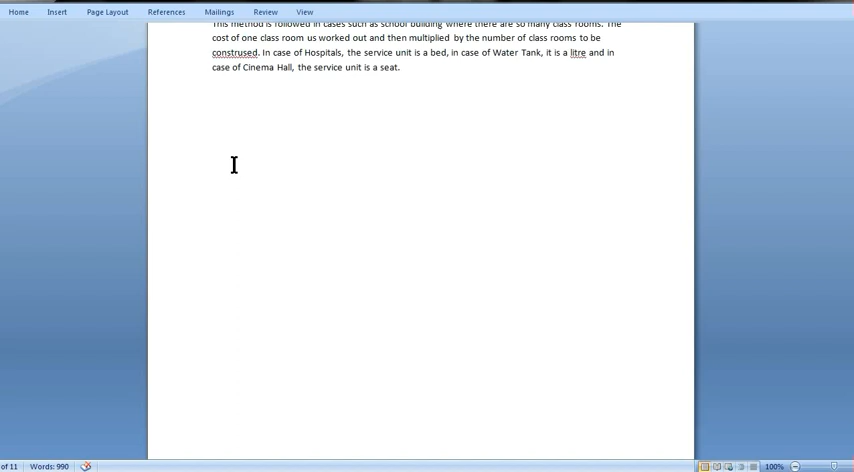 Home Insert Page Layout References Mailings Review View
This method is followed in cases such as school building where there are so many class rooms. The
cost of one class room us worked out and then multiplied by the number of class rooms to be
constrused. In case of Hospitals, the service unit is a bed, in case of Water Tank, it is a litre and in
case of Cinema Hall, the service unit is a seat.
of 11 Words: 990 100%